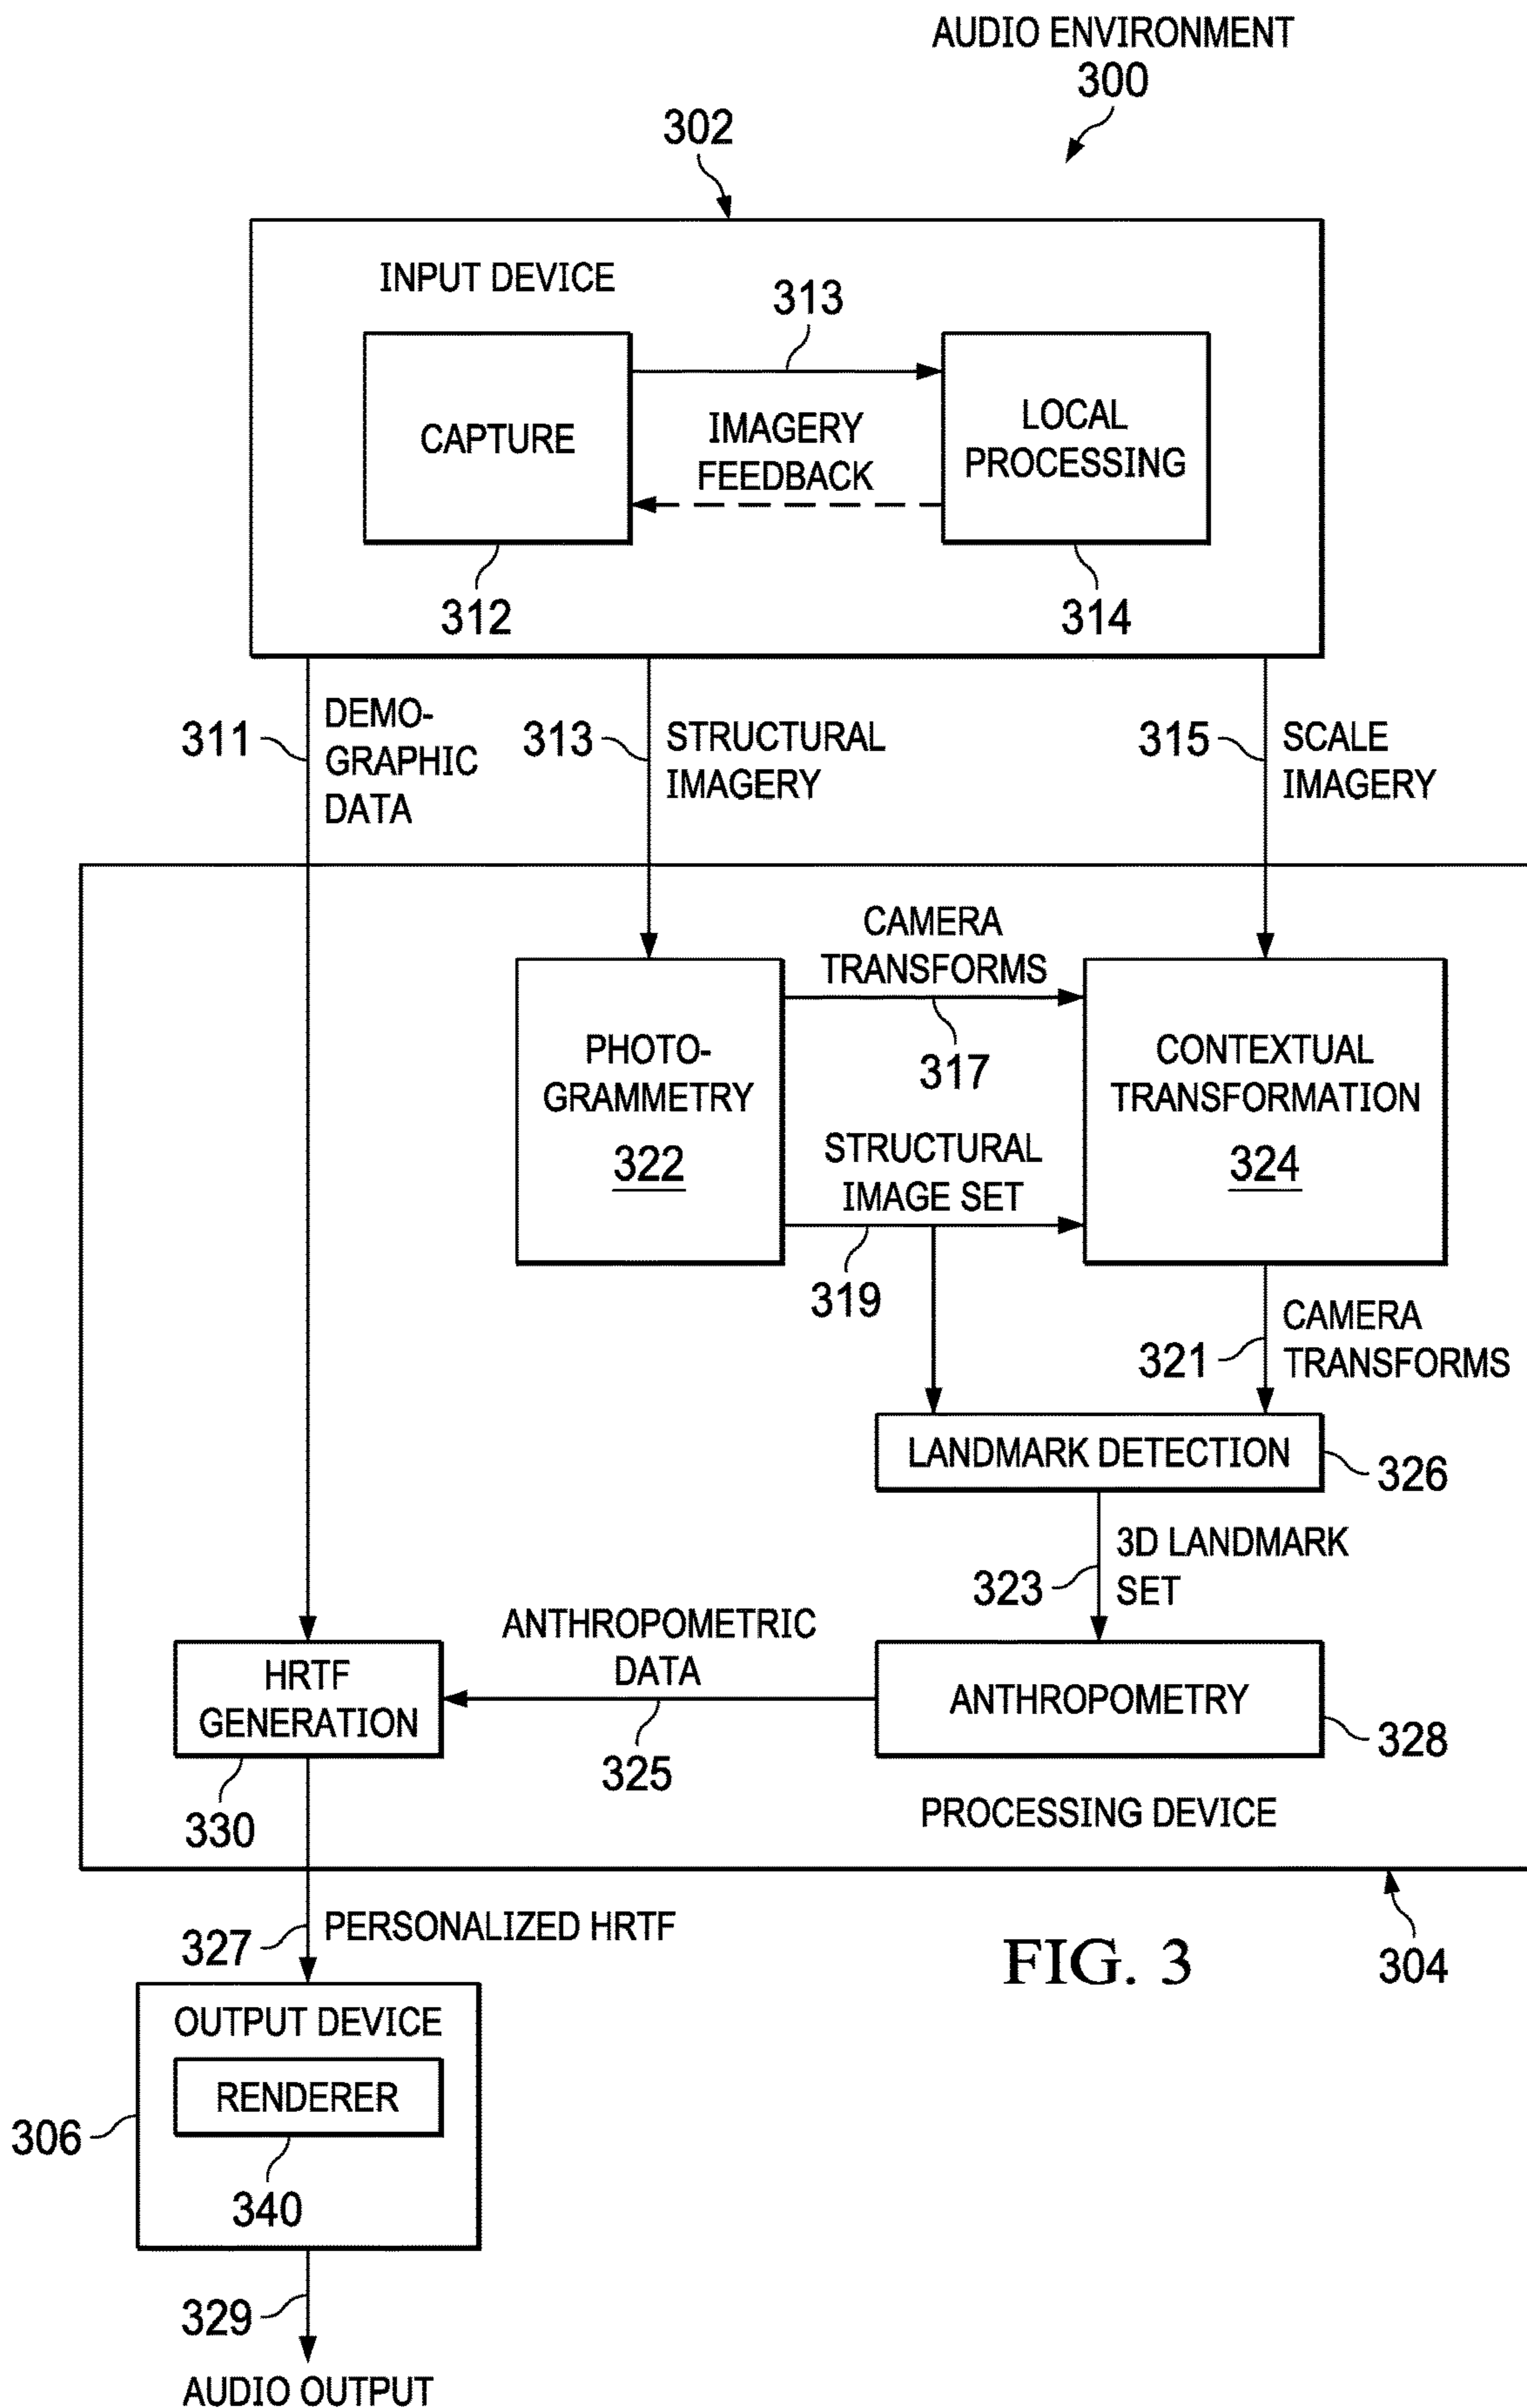 AUDIO ENVIRONMENT
300
302
INPUT DEVICE
313
CAPTURE
IMAGERY
FEEDBACK
LOCAL
PROCESSING
312
314
311
DEMO-
GRAPHIC
DATA
313
STRUCTURAL
IMAGERY
315
SCALE
IMAGERY
CAMERA
TRANSFORMS
317
PHOTO-
GRAMMETRY
322
CONTEXTUAL
TRANSFORMATION
324
STRUCTURAL
IMAGE SET
319
321
CAMERA
TRANSFORMS
LANDMARK DETECTION
326
323
3D LANDMARK
SET
ANTHROPOMETRIC
DATA
325
HRTF
GENERATION
330
ANTHROPOMETRY
328
PROCESSING DEVICE
304
327
PERSONALIZED HRTF
FIG. 3
OUTPUT DEVICE
RENDERER
306
340
329
AUDIO OUTPUT